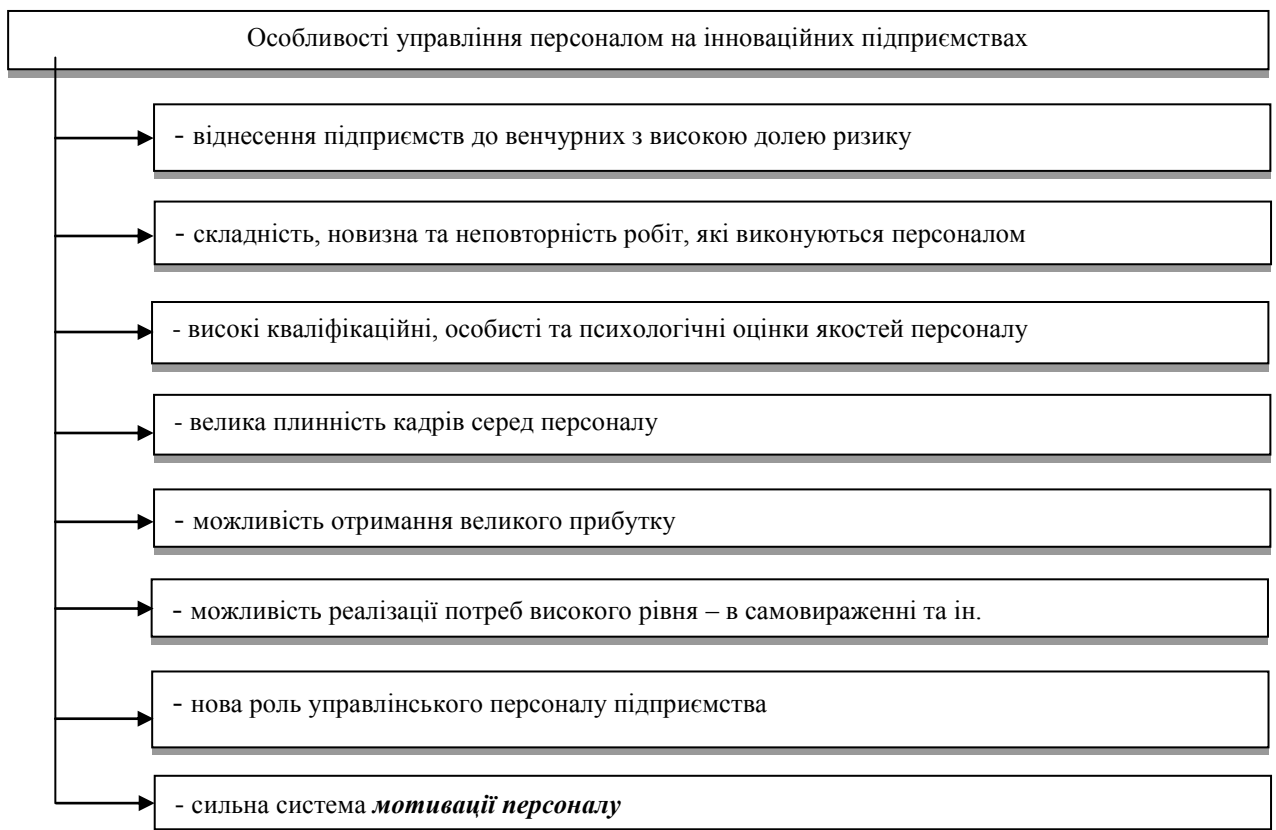 Особливості управління персоналом на інноваційних підприємствах
- віднесення підприємств до венчурних з високою долею ризику
- складність, новизна та неповторність робіт, які виконуються персоналом
- високі кваліфікаційні, особисті та психологічні оцінки якостей персоналу
- велика плинність кадрів серед персоналу
- можливість отримання великого прибутку
- можливість реалізації потреб високого рівня – в самовираженні та ін.
- нова роль управлінського персоналу підприємства
- сильна система мотивації персоналу